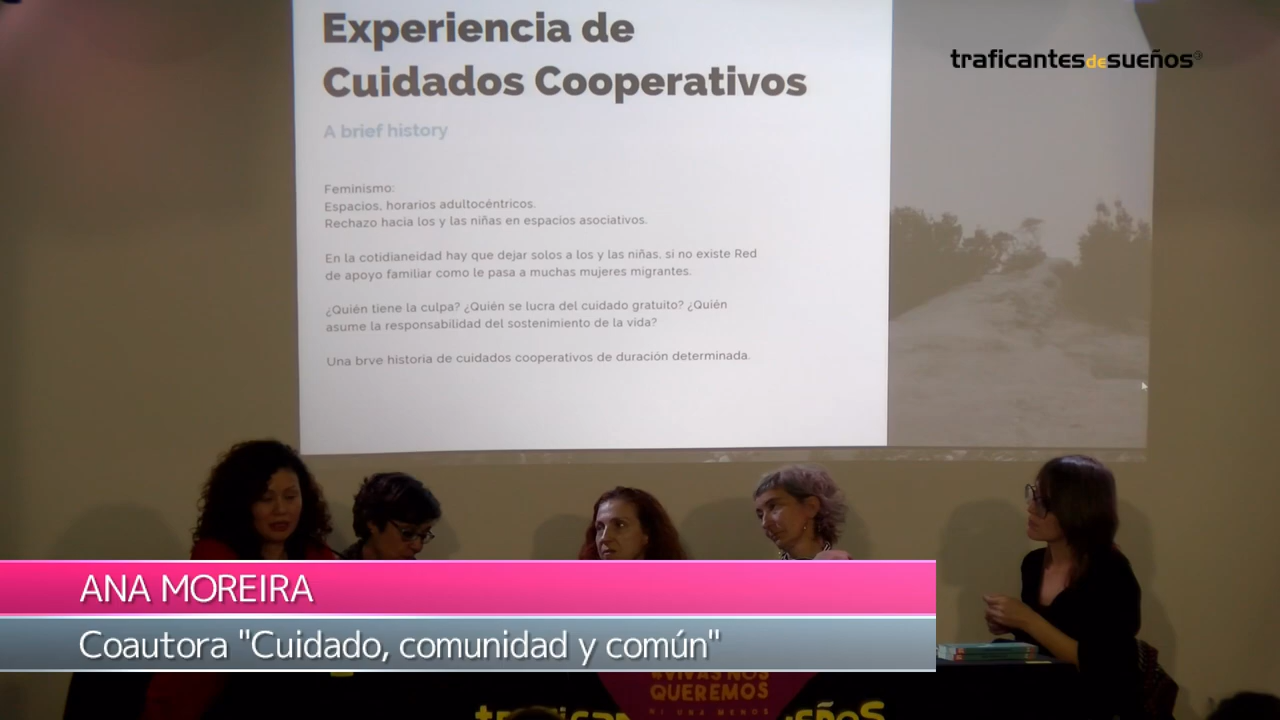 Experiencia de
Cuidados Cooperativos
A brief history
Feminismo:
Espacios, horarios adultocéntricos.
Rechazo hacia los y las niñas en espacios asociativos.
En la cotidianeidad hay que dejar solos a los y las niñas, si no existe Red
de apoyo familiar como le pasa a muchas mujeres migrantes.
¿Quién tiene la culpa? ¿Quién se lucra del cuidado gratuito? ¿Quién
asume la responsabilidad del sostenimiento de la vida?
Una brve historia de cuidados cooperativos de duración determinada.
traficantesdesueños
ANA MOREIRA
Coautora "Cuidado, comunidad y común"
#VIVAS NOS
QUEREMOS
NI UNA MENOS